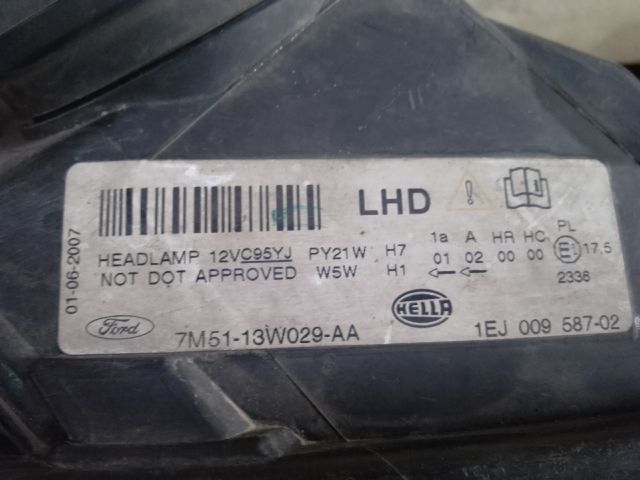 LHD
01-06-2007
HEADLAMP 12VC95YJ PY21W H7 1a A HR HC PL
01 02 00 00 E1 17,5
NOT DOT APPROVED W5W H1 2336
Ford 7M51-13W029-AA HELLA 1EJ 009 587-02